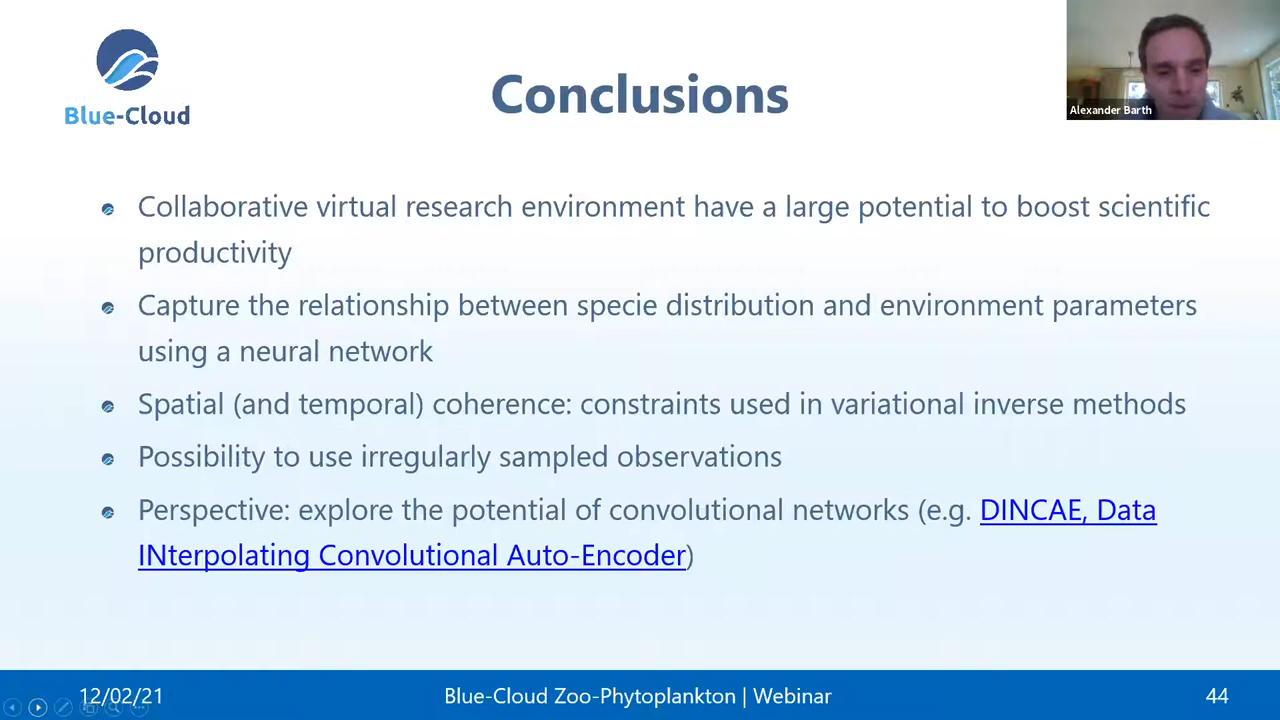 Blue-Cloud
Conclusions
Alexander Barth
Collaborative virtual research environment have a large potential to boost scientific
productivity
Capture the relationship between specie distribution and environment parameters
using a neural network
Spatial (and temporal) coherence: constraints used in variational inverse methods
Possibility to use irregularly sampled observations
Perspective: explore the potential of convolutional networks (e.g. DINCAE, Data
INterpolating Convolutional Auto-Encoder)
12/02/21
Blue-Cloud Zoo-Phytoplankton | Webinar
44